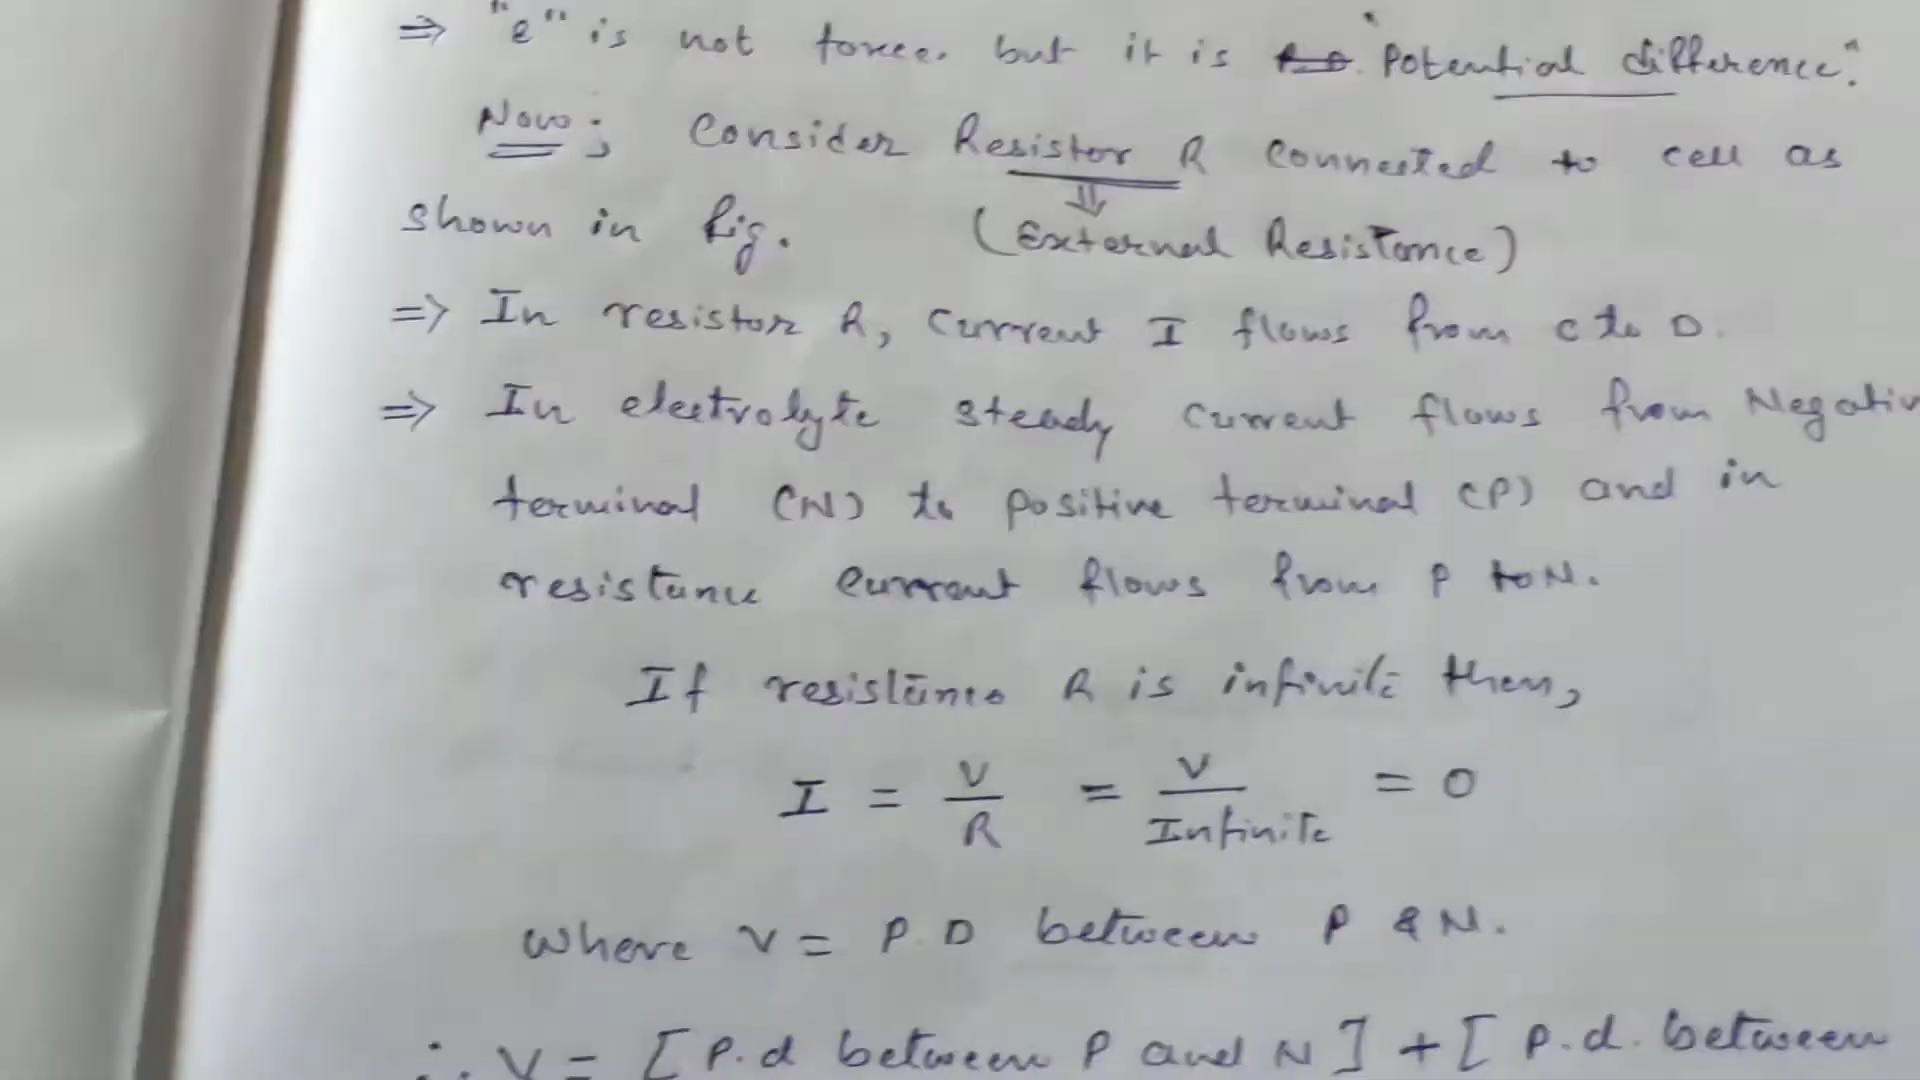 ⇒ "e" is not force. but it is "Potential difference."
Now; Consider Resistor R connected to cell as
shown in fig. (External Resistance)
=> In resistor R, current I flows from C to D.
=> In electrolyte steady current flows from Negativ
terminal (N) to positive terminal (P) and in
resistance current flows from P to N.
If resistance R is infinite then,
I = V/R = V/Infinite = 0
where V = P.D between P & N.
∴ V = [P.d between P and N] + [P.d. between